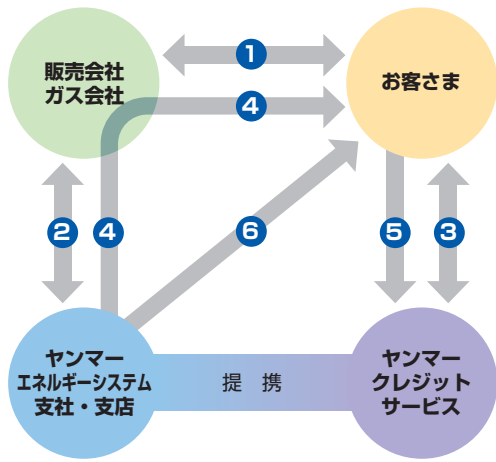 販売会社
ガス会社
1
お客さま
4
2
4
6
5
3
ヤンマー
エネルギーシステム
支社・支店
提 携
ヤンマー
クレジット
サービス